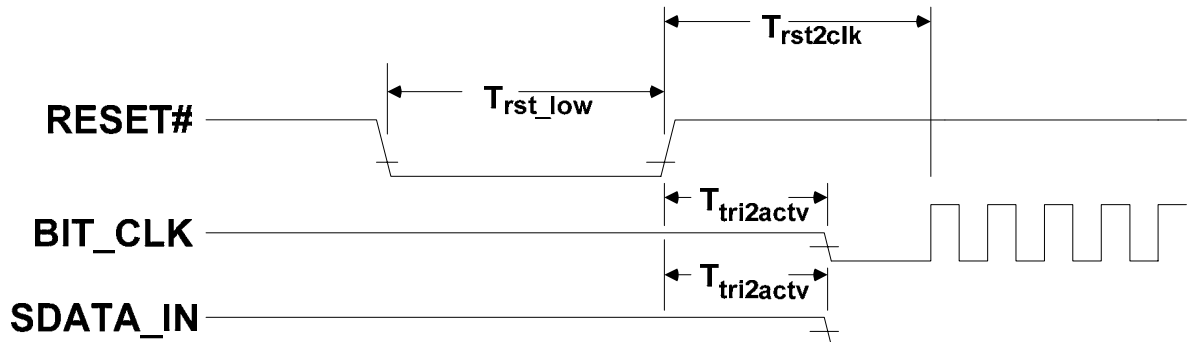 Trst2clk
Trst_low
RESET#
Ttri2actv
BIT_CLK
Ttri2actv
SDATA_IN